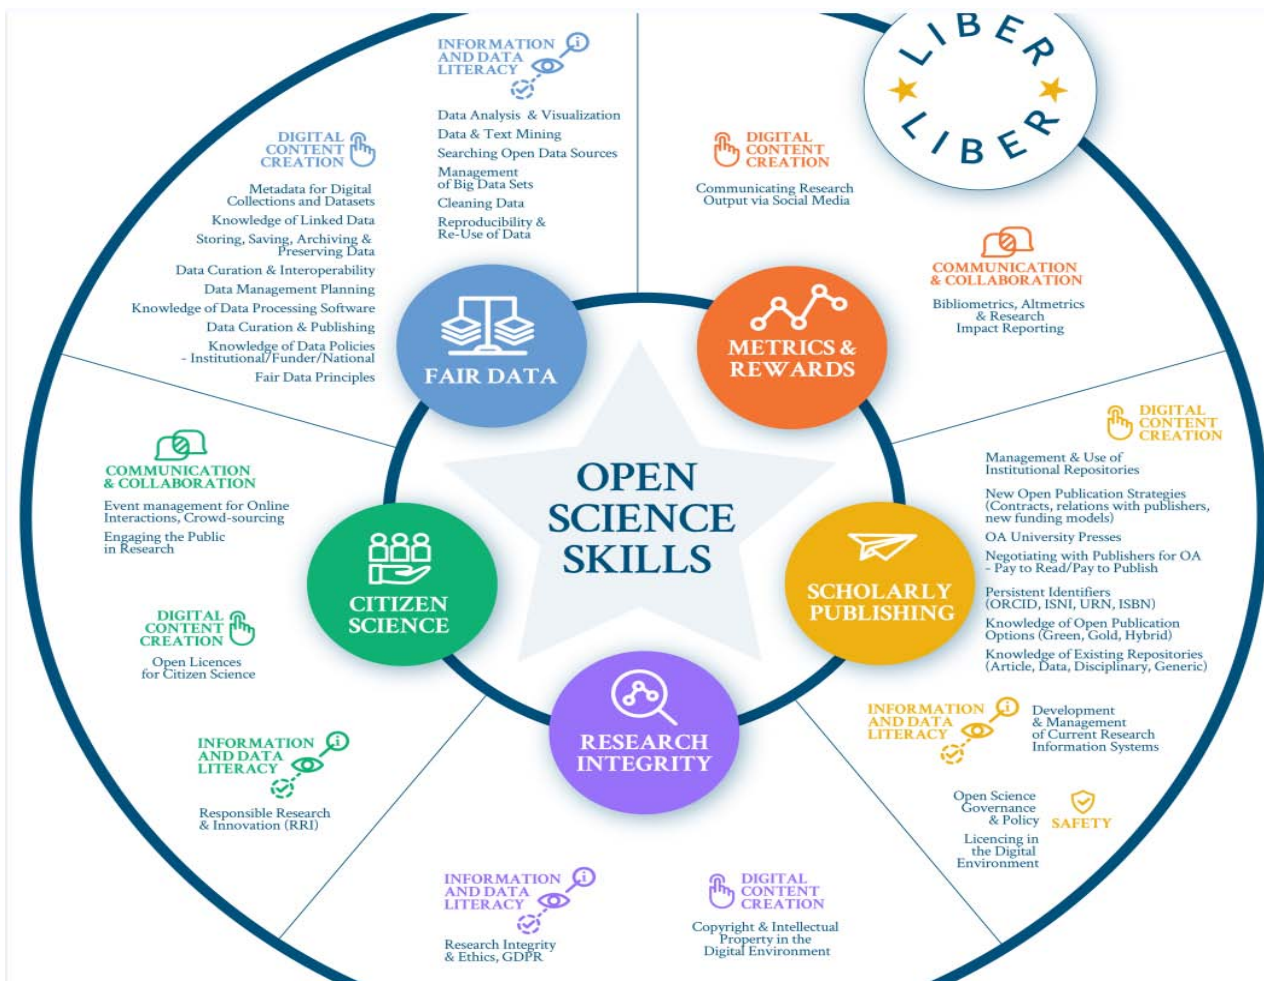 LIBER
LIBER
INFORMATION
AND DATA
LITERACY
Data Analysis & Visualization
Data & Text Mining
Searching Open Data Sources
Management
of Big Data Sets
Cleaning Data
Reproducibility &
Re-Use of Data
DIGITAL
CONTENT
CREATION
Metadata for Digital
Collections and Datasets
Knowledge of Linked Data
Storing, Saving, Archiving &
Preserving Data
Data Curation & Interoperability
Data Management Planning
Knowledge of Data Processing Software
Data Curation & Publishing
Knowledge of Data Policies
- Institutional/Funder/National
Fair Data Principles
FAIR DATA
DIGITAL
CONTENT
CREATION
Communicating Research
Output via Social Media
COMMUNICATION
& COLLABORATION
Bibliometrics, Altmetrics
& Research
Impact Reporting
METRICS &
REWARDS
OPEN
SCIENCE
SKILLS
DIGITAL
CONTENT
CREATION
Management & Use of
Institutional Repositories
New Open Publication Strategies
(Contracts, relations with publishers,
new funding models)
OA University Presses
Negotiating with Publishers for OA
- Pay to Read/Pay to Publish
Persistent Identifiers
(ORCID, ISNI, URN, ISBN)
Knowledge of Open Publication
Options (Green, Gold, Hybrid)
Knowledge of Existing Repositories
(Article, Data, Disciplinary, Generic)
SCHOLARLY
PUBLISHING
INFORMATION
AND DATA
LITERACY
Development
& Management
of Current Research
Information Systems
Open Science
Governance
& Policy
SAFETY
Licencing in
the Digital
Environment
COMMUNICATION
& COLLABORATION
Event management for Online
Interactions, Crowd-sourcing
Engaging the Public
in Research
CITIZEN
SCIENCE
DIGITAL
CONTENT
CREATION
Open Licences
for Citizen Science
INFORMATION
AND DATA
LITERACY
Responsible Research
& Innovation (RRI)
RESEARCH
INTEGRITY
INFORMATION
AND DATA
LITERACY
Research Integrity
& Ethics, GDPR
DIGITAL
CONTENT
CREATION
Copyright & Intellectual
Property in the
Digital Environment